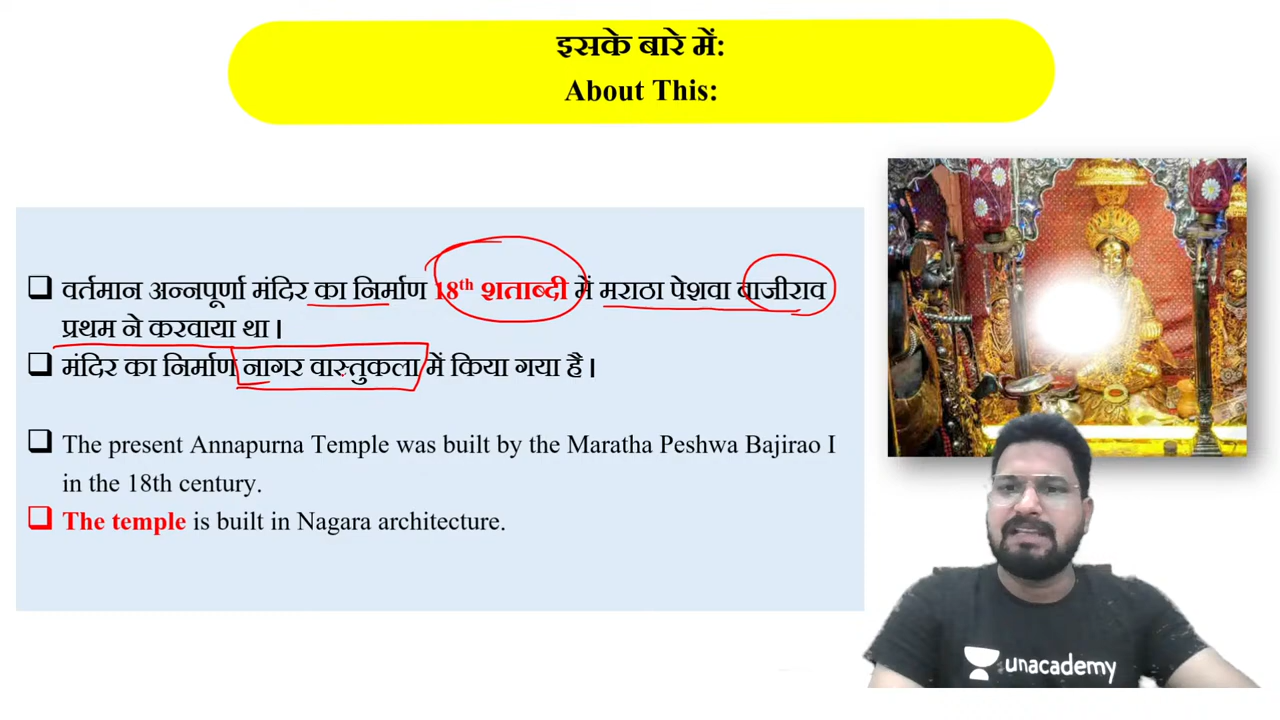 इसके बारे में:
About This:
❑ वर्तमान अन्नपूर्णा मंदिर का निर्माण 18th शताब्दी में मराठा पेशवा बाजीराव
प्रथम ने करवाया था।
❑ मंदिर का निर्माण नागर वास्तुकला में किया गया है।
❑ The present Annapurna Temple was built by the Maratha Peshwa Bajirao I
in the 18th century.
❑ The temple is built in Nagara architecture.
unacademy